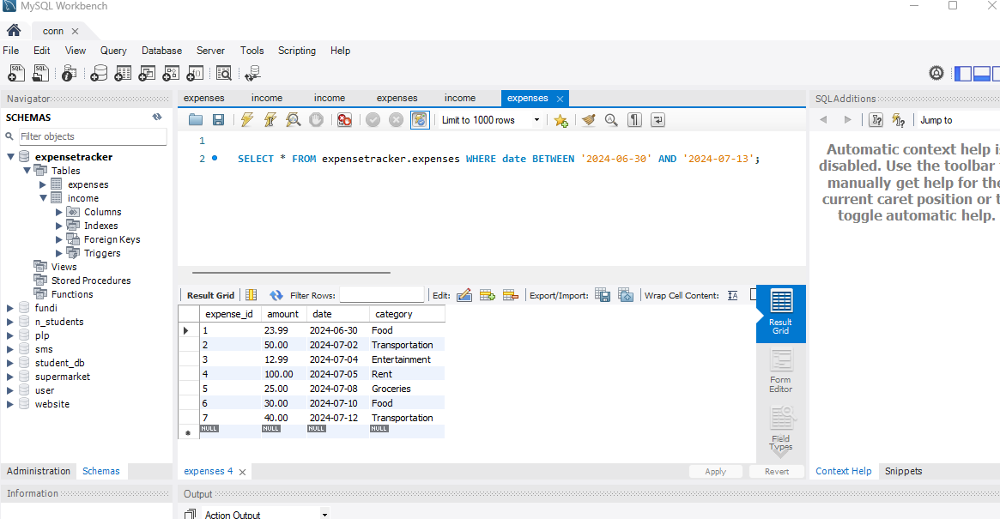 MySQL Workbench
conn
File Edit View Query Database Server Tools Scripting Help
Navigator
SCHEMAS
Filter objects
expensetracker
Tables
expenses
income
Columns
Indexes
Foreign Keys
Triggers
Views
Stored Procedures
Functions
fundi
n_students
plp
sms
student_db
supermarket
user
website
Administration Schemas
Information
expenses income income expenses income expenses
Limit to 1000 rows
1
2 SELECT * FROM expensetracker.expenses WHERE date BETWEEN '2024-06-30' AND '2024-07-13';
Result Grid Filter Rows: Edit: Export/Import: Wrap Cell Content:
expense_id amount date category
1 23.99 2024-06-30 Food
2 50.00 2024-07-02 Transportation
3 12.99 2024-07-04 Entertainment
4 100.00 2024-07-05 Rent
5 25.00 2024-07-08 Groceries
6 30.00 2024-07-10 Food
7 40.00 2024-07-12 Transportation
NULL NULL NULL NULL
Result
Grid
Form
Editor
Field
Types
expenses 4 Apply Revert
Output
Action Output
SQLAdditions
Jump to
Automatic context help is
disabled. Use the toolbar
manually get help for the
current caret position or
toggle automatic help.
Context Help Snippets